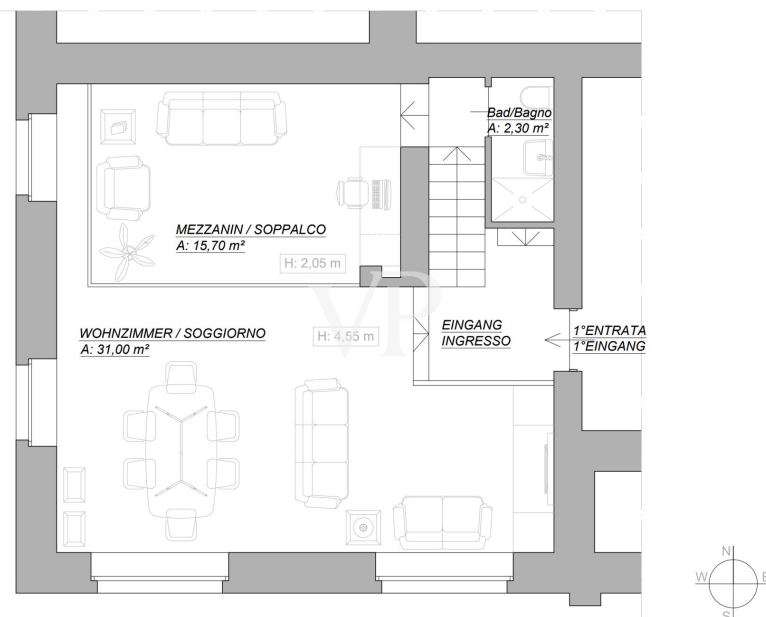 Bad/Bagno
A: 2,30 m²
MEZZANIN / SOPPALCO
A: 15,70 m²
H: 2,05 m
WOHNZIMMER / SOGGIORNO
A: 31,00 m²
H: 4,55 m
EINGANG
INGRESSO
1°ENTRATA
1°EINGANG
VP
N
W E
S